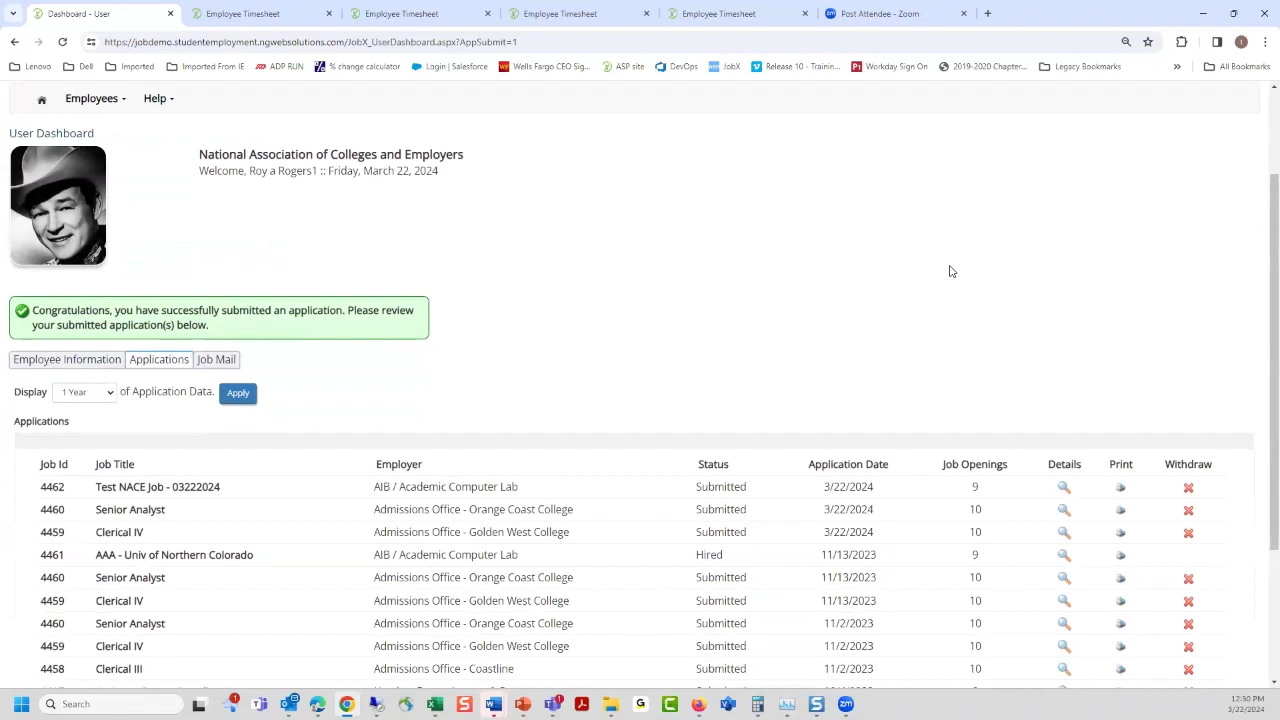 Dashboard - User
Employee Timesheet
Employee Timesheet
Employee Timesheet
Employee Timesheet
Post Attendee - Zoom
https://jobdemo.studentemployment.ngwebsolutions.com/JobX_UserDashboard.aspx?AppSubmit=1
Lenovo Dell Imported Imported From IE ADP RUN % change calculator Login | Salesforce Wells Fargo CEO Sig... ASP site DevOps JobX Release 10 - Trainin... Workday Sign On 2019-2020 Chapter... Legacy Bookmarks » All Bookmarks
Employees Help
User Dashboard
National Association of Colleges and Employers
Welcome, Roy a Rogers1 :: Friday, March 22, 2024
Congratulations, you have successfully submitted an application. Please review
your submitted application(s) below.
Employee Information Applications Job Mail
Display 1 Year of Application Data. Apply
Applications
Job Id Job Title Employer Status Application Date Job Openings Details Print Withdraw
4462 Test NACE Job - 03222024 AIB / Academic Computer Lab Submitted 3/22/2024 9
4460 Senior Analyst Admissions Office - Orange Coast College Submitted 3/22/2024 10
4459 Clerical IV Admissions Office - Golden West College Submitted 3/22/2024 10
4461 AAA - Univ of Northern Colorado AIB / Academic Computer Lab Hired 11/13/2023 9
4460 Senior Analyst Admissions Office - Orange Coast College Submitted 11/13/2023 10
4459 Clerical IV Admissions Office - Golden West College Submitted 11/13/2023 10
4460 Senior Analyst Admissions Office - Orange Coast College Submitted 11/2/2023 10
4459 Clerical IV Admissions Office - Golden West College Submitted 11/2/2023 10
4458 Clerical III Admissions Office - Coastline Submitted 11/2/2023 10
Search
12:30 PM
3/22/2024